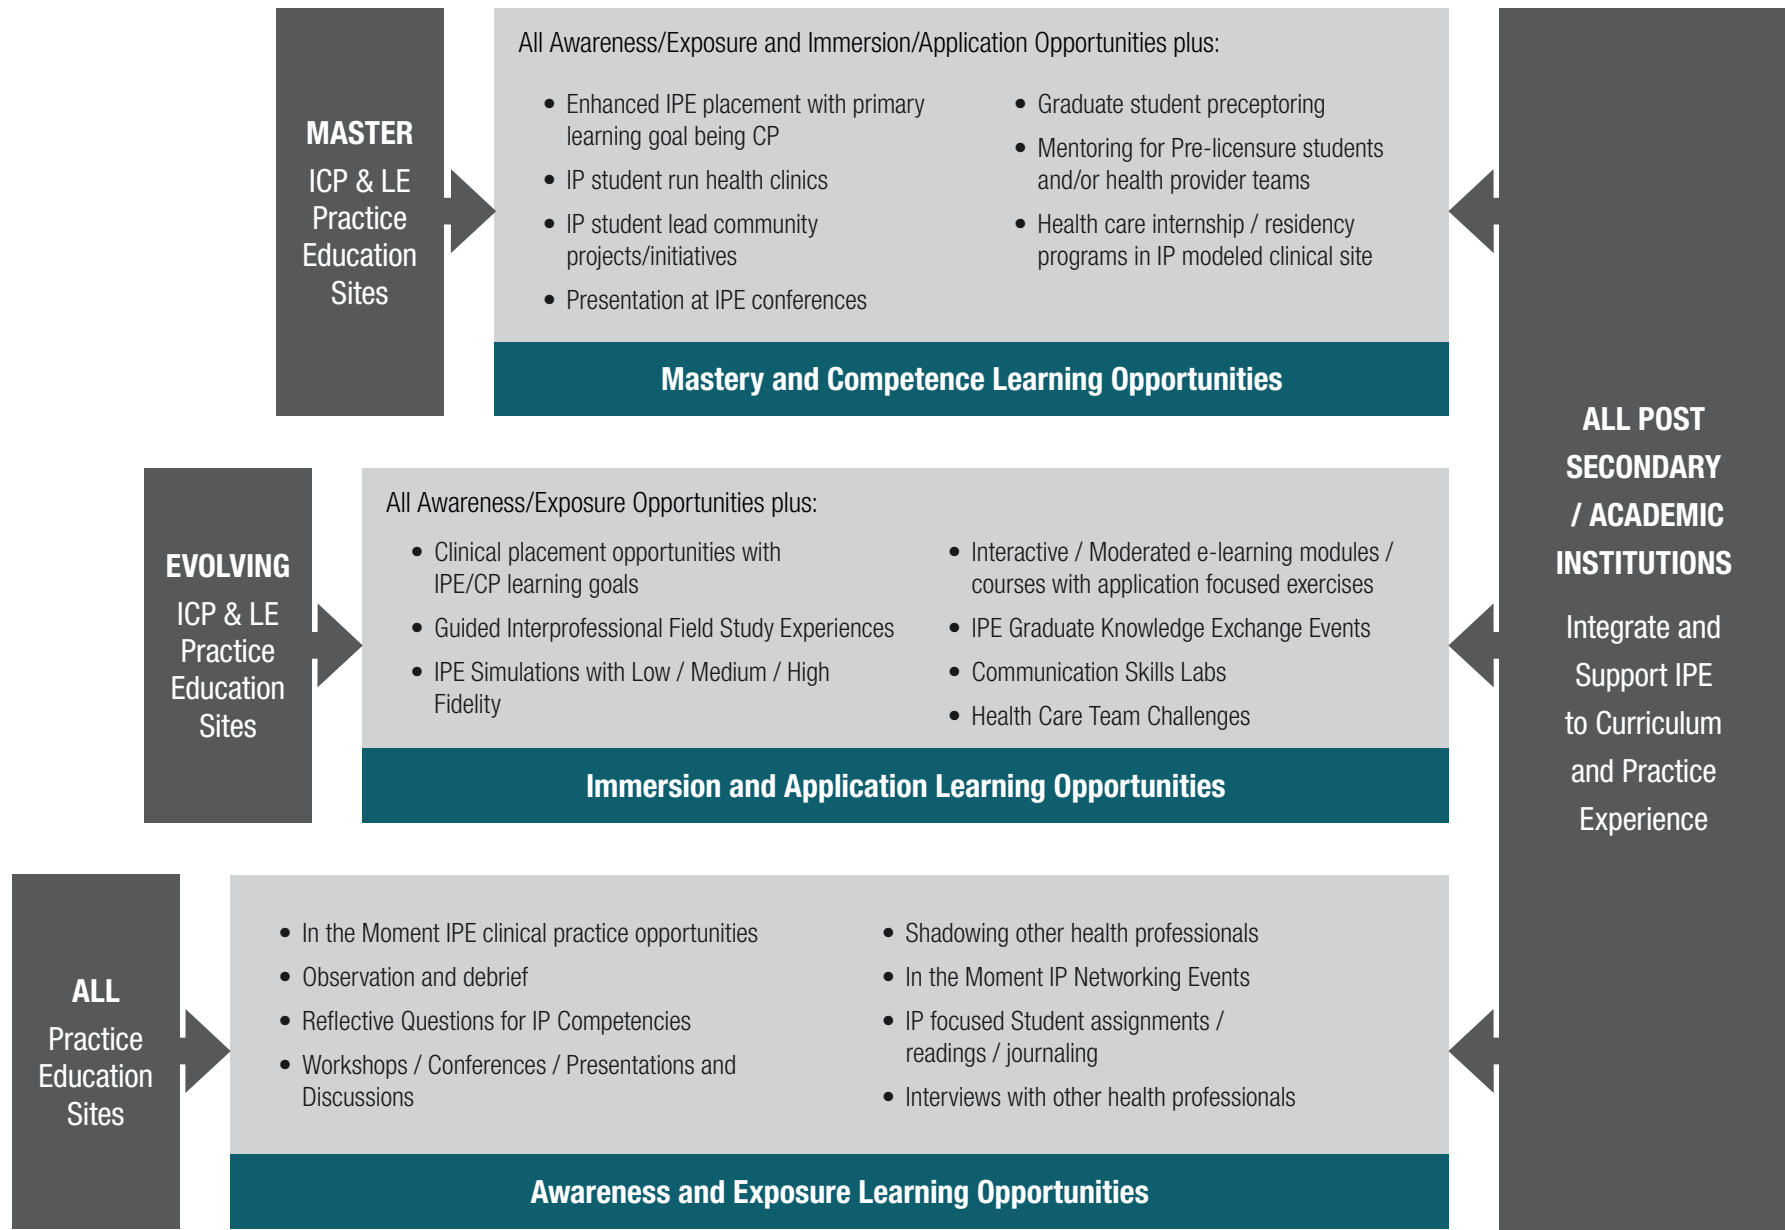 MASTER
ICP & LE
Practice
Education
Sites
All Awareness/Exposure and Immersion/Application Opportunities plus:
• Enhanced IPE placement with primary
learning goal being CP
• IP student run health clinics
• IP student lead community
projects/initiatives
• Presentation at IPE conferences
• Graduate student preceptoring
• Mentoring for Pre-licensure students
and/or health provider teams
• Health care internship / residency
programs in IP modeled clinical site
Mastery and Competence Learning Opportunities
EVOLVING
ICP & LE
Practice
Education
Sites
All Awareness/Exposure Opportunities plus:
• Clinical placement opportunities with
IPE/CP learning goals
• Guided Interprofessional Field Study Experiences
• IPE Simulations with Low / Medium / High
Fidelity
• Interactive / Moderated e-learning modules /
courses with application focused exercises
• IPE Graduate Knowledge Exchange Events
• Communication Skills Labs
• Health Care Team Challenges
Immersion and Application Learning Opportunities
ALL
Practice
Education
Sites
• In the Moment IPE clinical practice opportunities
• Observation and debrief
• Reflective Questions for IP Competencies
• Workshops / Conferences / Presentations and
Discussions
• Shadowing other health professionals
• In the Moment IP Networking Events
• IP focused Student assignments /
readings / journaling
• Interviews with other health professionals
Awareness and Exposure Learning Opportunities
ALL POST
SECONDARY
/ ACADEMIC
INSTITUTIONS
Integrate and
Support IPE
to Curriculum
and Practice
Experience